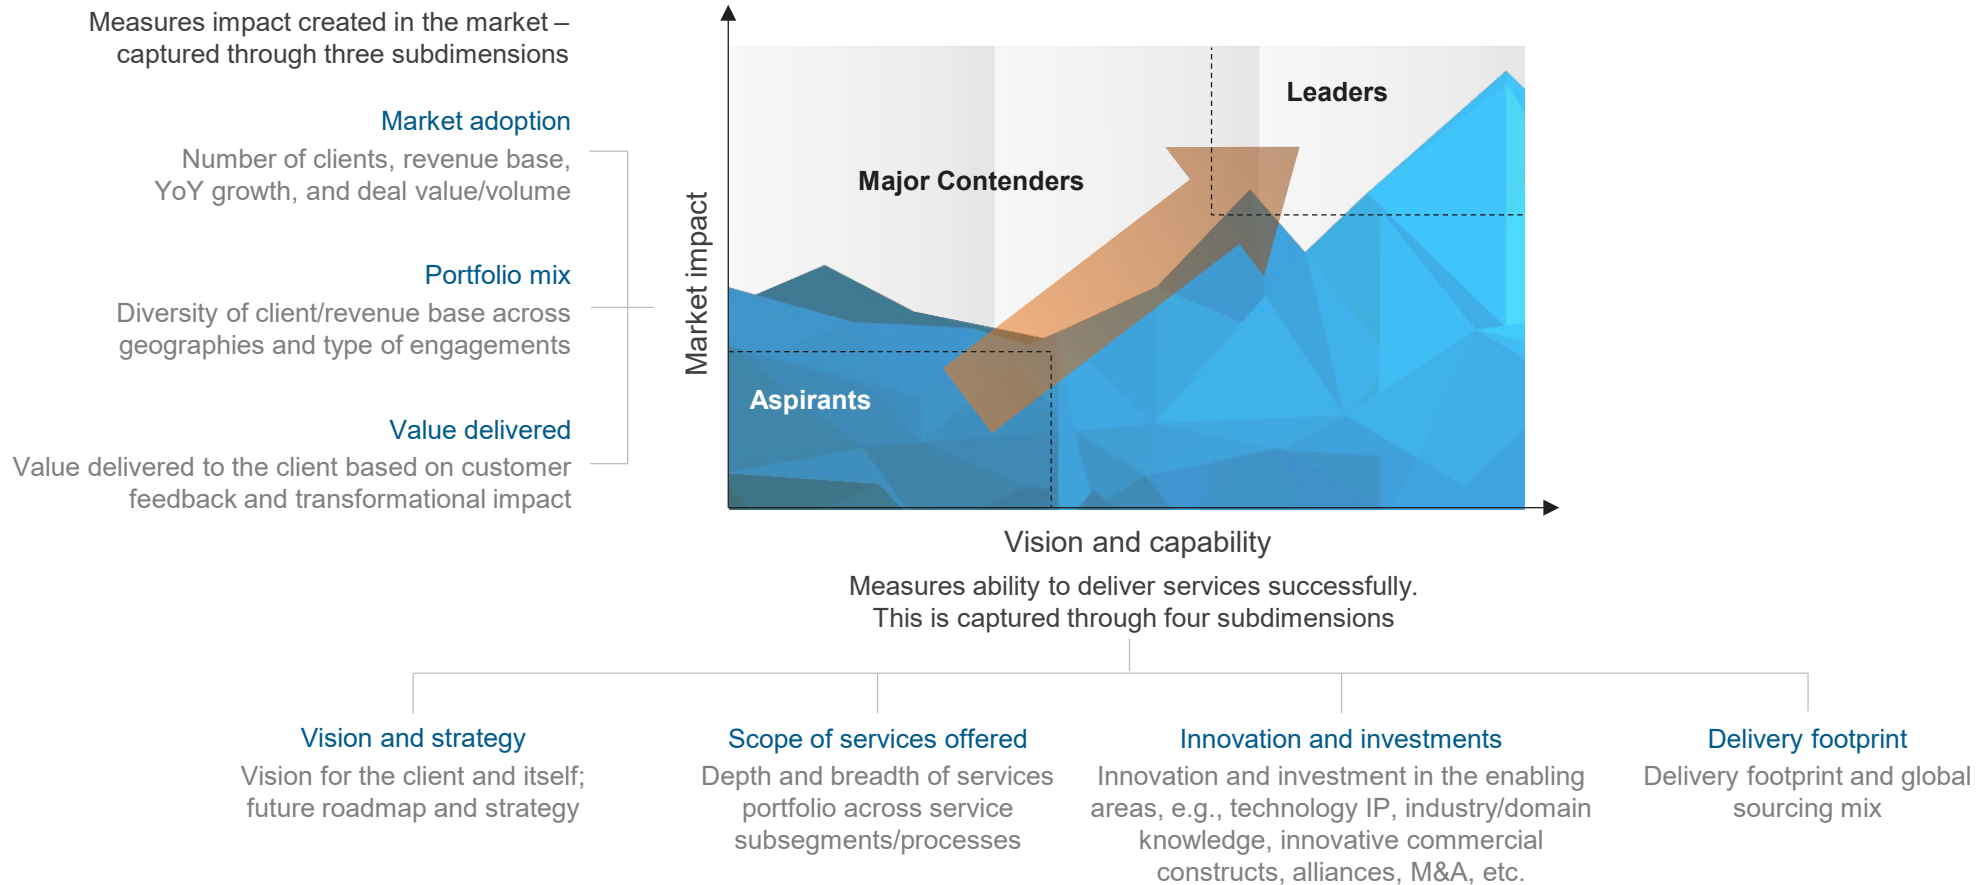 Measures impact created in the market –
captured through three subdimensions
Market adoption
Number of clients, revenue base,
YoY growth, and deal value/volume
Portfolio mix
Diversity of client/revenue base across
geographies and type of engagements
Value delivered
Value delivered to the client based on customer
feedback and transformational impact
Market impact
Leaders
Major Contenders
Aspirants
Vision and capability
Measures ability to deliver services successfully.
This is captured through four subdimensions
Vision and strategy
Vision for the client and itself;
future roadmap and strategy
Scope of services offered
Depth and breadth of services
portfolio across service
subsegments/processes
Innovation and investments
Innovation and investment in the enabling
areas, e.g., technology IP, industry/domain
knowledge, innovative commercial
constructs, alliances, M&A, etc.
Delivery footprint
Delivery footprint and global
sourcing mix